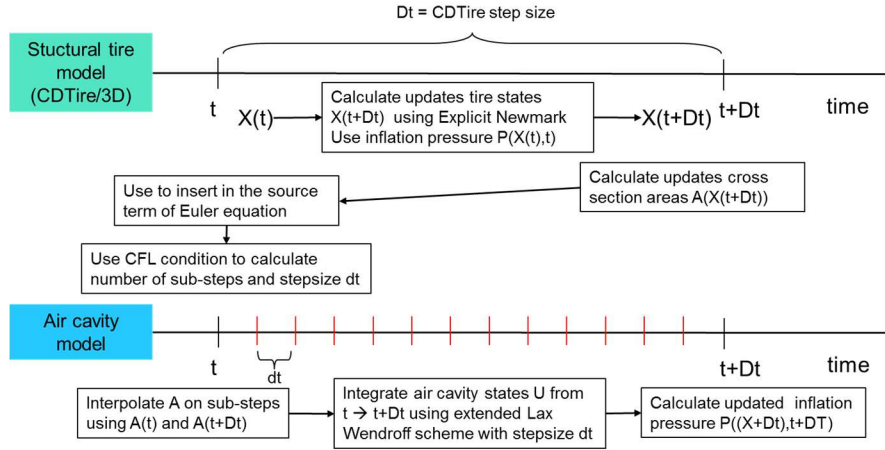 Dt = CDTire step size
Stuctural tire
model
(CDTire/3D)
t
t+Dt
time
X(t)
Calculate updates tire states
X(t+Dt) using Explicit Newmark
Use inflation pressure P(X(t),t)
X(t+Dt)
Calculate updates cross
section areas A(X(t+Dt))
Use to insert in the source
term of Euler equation
Use CFL condition to calculate
number of sub-steps and stepsize dt
Air cavity
model
t
dt
t+Dt
time
Interpolate A on sub-steps
using A(t) and A(t+Dt)
Integrate air cavity states U from
t → t+Dt using extended Lax
Wendroff scheme with stepsize dt
Calculate updated inflation
pressure P((X+Dt),t+DT)